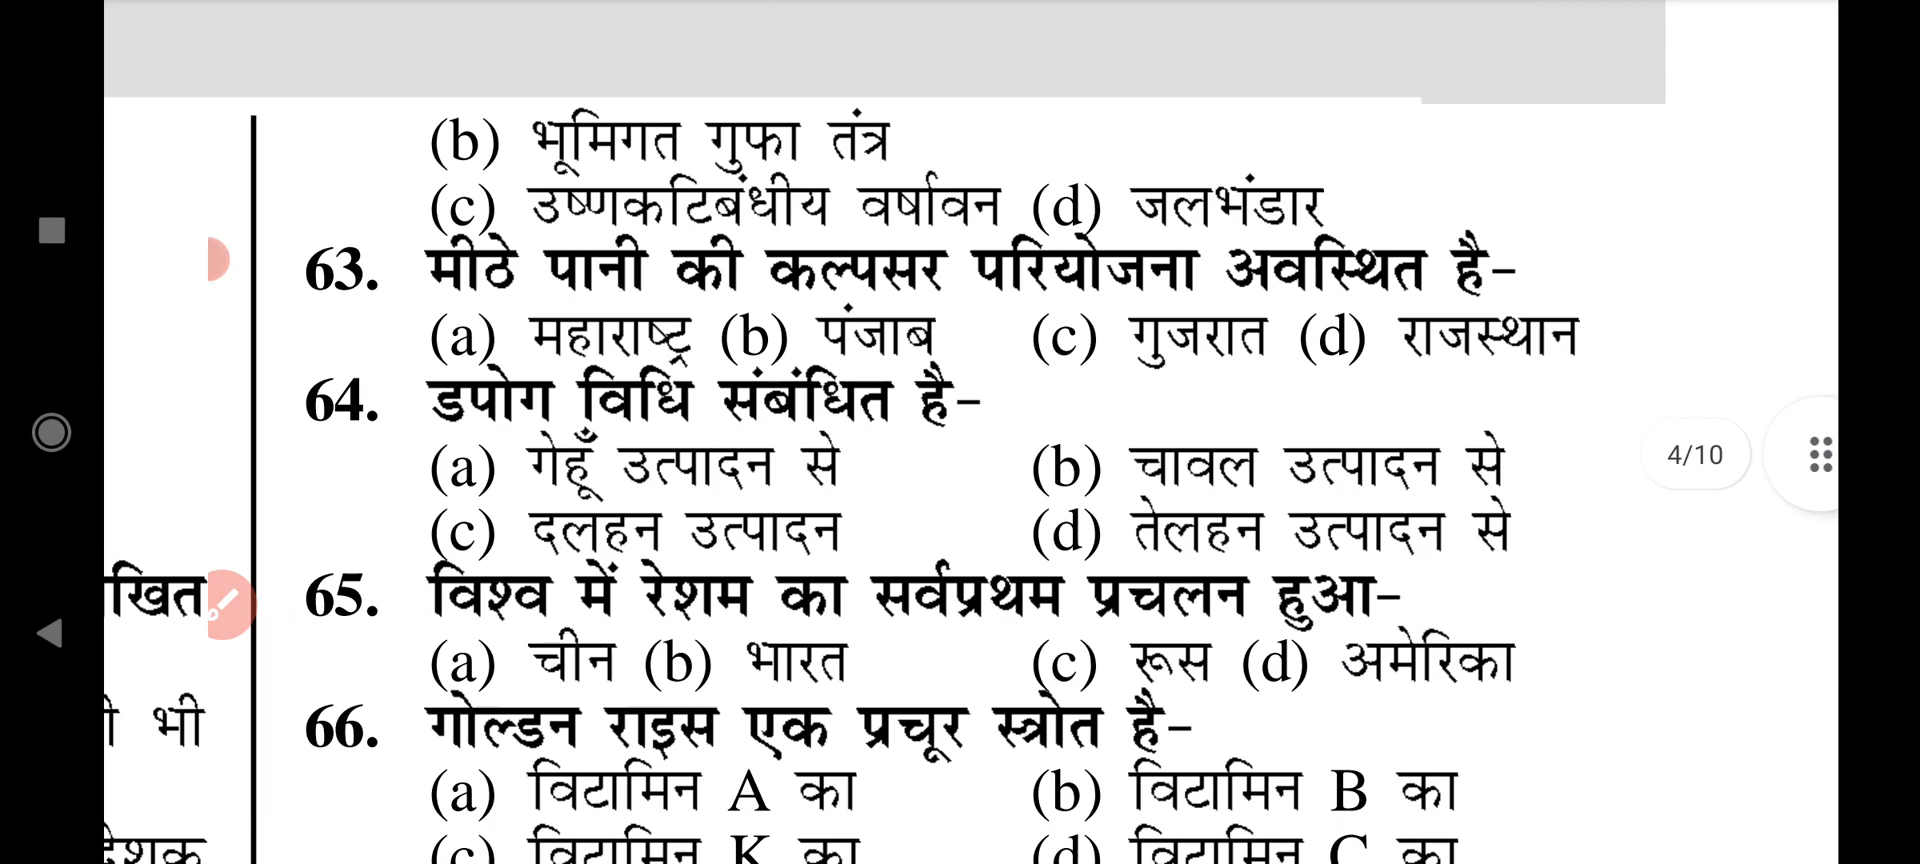 (b) भूमिगत गुफा तंत्र
(c) उष्णकटिबंधीय वर्षावन (d) जलभंडार
63. मीठे पानी की कल्पसर परियोजना अवस्थित है-
(a) महाराष्ट्र (b) पंजाब (c) गुजरात (d) राजस्थान
64. डपोग विधि संबंधित है-
(a) गेहूँ उत्पादन से (b) चावल उत्पादन से
(c) दलहन उत्पादन (d) तेलहन उत्पादन से
65. विश्व में रेशम का सर्वप्रथम प्रचलन हुआ-
(a) चीन (b) भारत (c) रूस (d) अमेरिका
66. गोल्डन राइस एक प्रचूर स्त्रोत है-
(a) विटामिन A का (b) विटामिन B का
(c) विटामिन K का (d) विटामिन C का
खित
भी
4/10